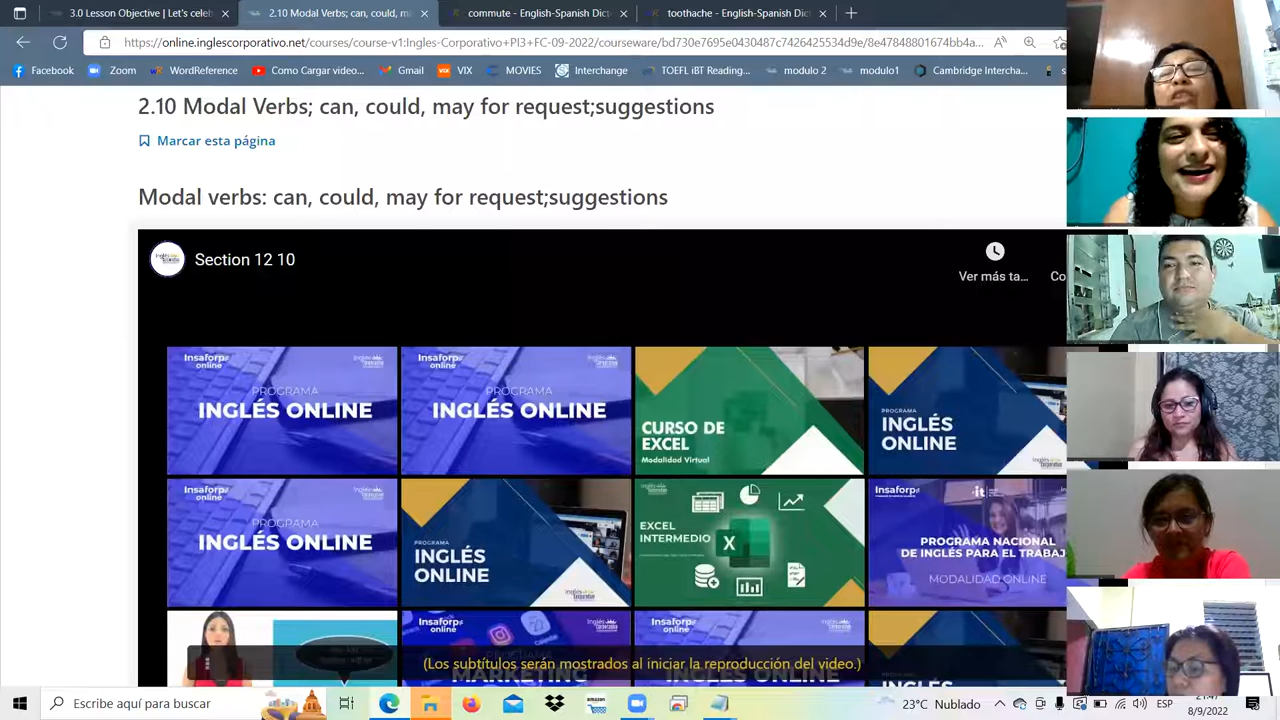 3.0 Lesson Objective | Let's celeb
2.10 Modal Verbs; can, could, m
commute - English-Spanish Dict
toothache - English-Spanish Dict
https://online.inglescorporativo.net/courses/course-v1:Ingles-Corporativo+PI3+FC-09-2022/courseware/bd730e7695e0430487c7426425534d9e/8e47848801674bb4a...
Facebook
Zoom
WordReference
Como Cargar video...
Gmail
VIX
MOVIES
Interchange
TOEFL iBT Reading...
modulo 2
modulo1
Cambridge Intercha...
2.10 Modal Verbs; can, could, may for request;suggestions
Marcar esta página
Modal verbs: can, could, may for request;suggestions
Section 12 10
Ver más ta...
Co
Insaforp online
PROGRAMA
INGLÉS ONLINE
Insaforp online
PROGRAMA
INGLÉS ONLINE
CURSO DE
EXCEL
Modalidad Virtual
PROGRAMA
INGLÉS
ONLINE
Insaforp online
PROGRAMA
INGLÉS ONLINE
PROGRAMA
INGLÉS
ONLINE
EXCEL
INTERMEDIO
X
Insaforp
PROGRAMA NACIONAL
DE INGLÉS PARA EL TRABAJ
MODALIDAD ONLINE
Insaforp online
Insaforp online
(Los subtítulos serán mostrados al iniciar la reproducción del video.)
MARKETING
INGLÉS ONLINE
Escribe aquí para buscar
23°C Nublado
ESP
21:47
8/9/2022